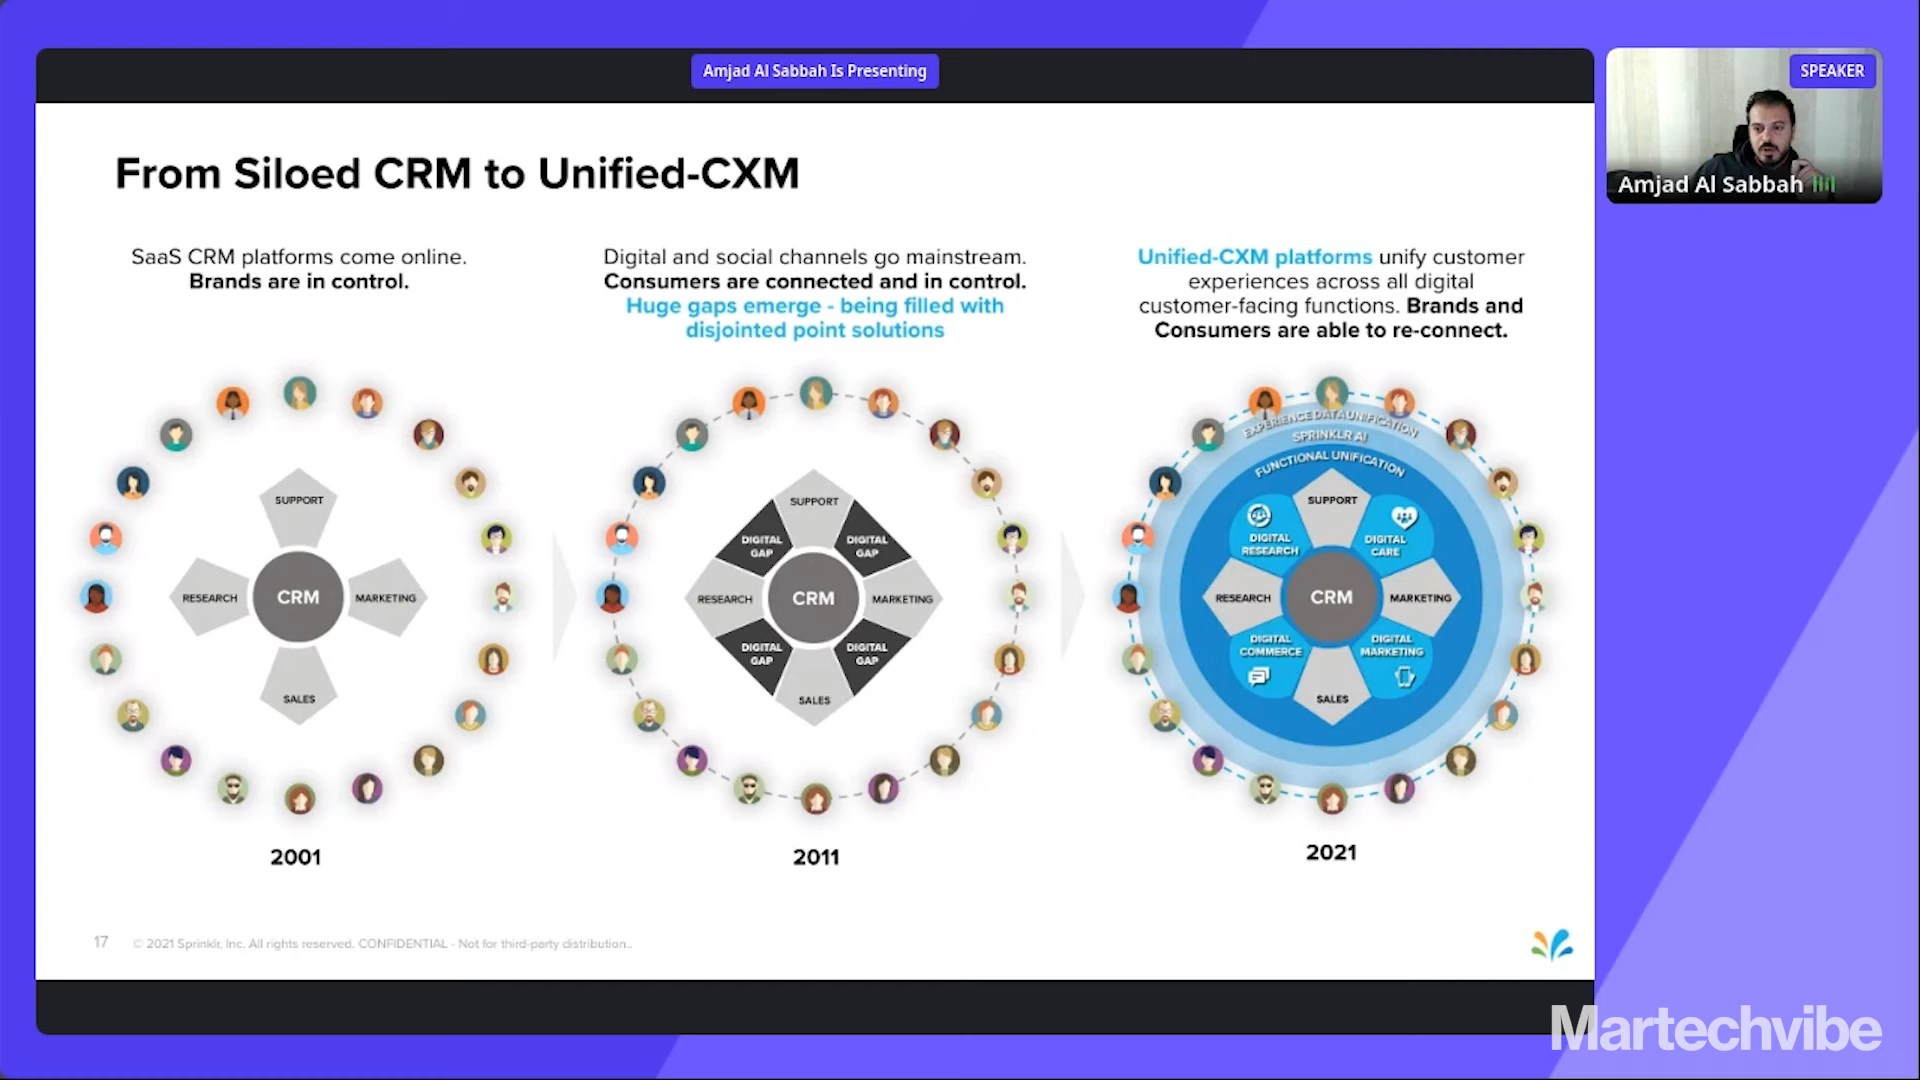 Amjad Al Sabbah Is Presenting
SPEAKER
Amjad Al Sabbah
From Siloed CRM to Unified-CXM
SaaS CRM platforms come online.
Brands are in control.
Digital and social channels go mainstream.
Consumers are connected and in control.
Huge gaps emerge - being filled with
disjointed point solutions
Unified-CXM platforms unify customer
experiences across all digital
customer-facing functions. Brands and
Consumers are able to re-connect.
SUPPORT
RESEARCH
CRM
MARKETING
SALES
2001
SUPPORT
DIGITAL
GAP
DIGITAL
GAP
RESEARCH
CRM
MARKETING
DIGITAL
GAP
DIGITAL
GAP
SALES
2011
EXPERIENCE DATA UNIFICATION
SPRINKLR AI
FUNCTIONAL UNIFICATION
SUPPORT
DIGITAL
RESEARCH
DIGITAL
CARE
RESEARCH
CRM
MARKETING
DIGITAL
COMMERCE
DIGITAL
MARKETING
SALES
2021
17
© 2021 Sprinklr, Inc. All rights reserved. CONFIDENTIAL - Not for third-party distribution..
Martechvibe